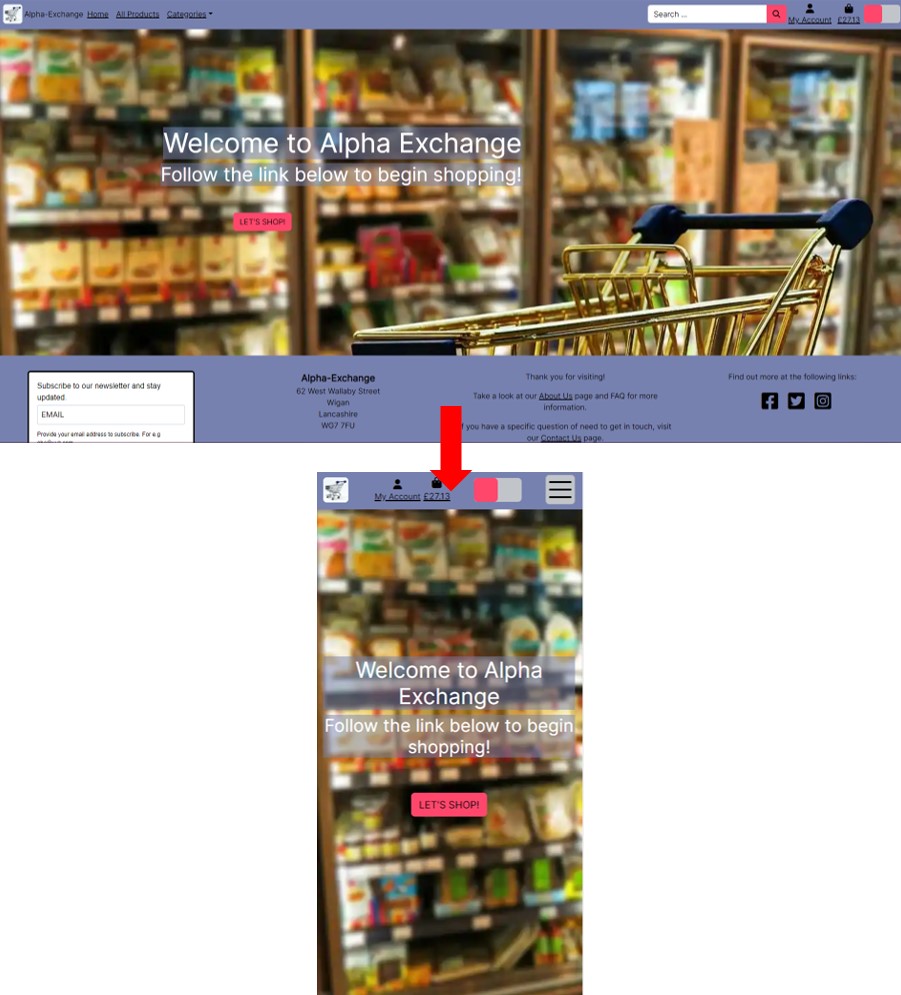 Alpha-Exchange Home All Products Categories
Search ...
My Account £27.13
Welcome to Alpha Exchange
Follow the link below to begin shopping!
LET'S SHOP!
Subscribe to our newsletter and stay
updated.
EMAIL
Provide your email address to subscribe. For e.g
Alpha-Exchange
62 West Wallaby Street
Wigan
Lancashire
WG7 7FU
Thank you for visiting!
Take a look at our About Us page and FAQ for more
information.
you have a specific question of need to get in touch, visit
our Contact Us page.
Find out more at the following links:
My Account £27.13
Welcome to Alpha
Exchange
Follow the link below to begin
shopping!
LET'S SHOP!